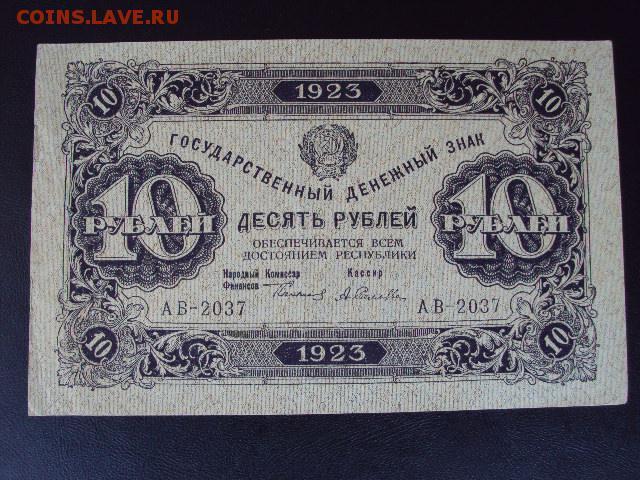 COINS.LAVE.RU
10 1923 10
ГОСУДАРСТВЕННЫЙ ДЕНЕЖНЫЙ ЗНАК
10 РУБЛЕЙ
ДЕСЯТЬ РУБЛЕЙ
10 РУБЛЕЙ
ОБЕСПЕЧИВАЕТСЯ ВСЕМ
ДОСТОЯНИЕМ РЕСПУБЛИКИ
Народный Комиссар
Финансов
Кассир
АВ-2037 АВ-2037
10 1923 10